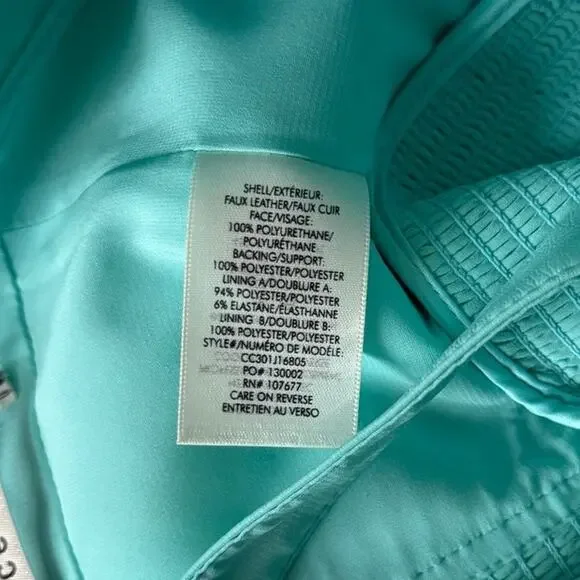 SHELL/EXTÉRIEUR:
FAUX LEATHER/FAUX CUIR
FACE/VISAGE:
100% POLYURETHANE/
POLYURÉTHANE
BACKING/SUPPORT:
100% POLYESTER/POLYESTER
LINING A/DOUBLURE A:
94% POLYESTER/POLYESTER
6% ELASTANE/ÉLASTHANNE
LINING B/DOUBLURE B:
100% POLYESTER/POLYESTER
STYLE#/NUMÉRO DE MODÈLE:
CC301J16805
PO# 130002
RN# 107677
CARE ON REVERSE
ENTRETIEN AU VERSO
ce